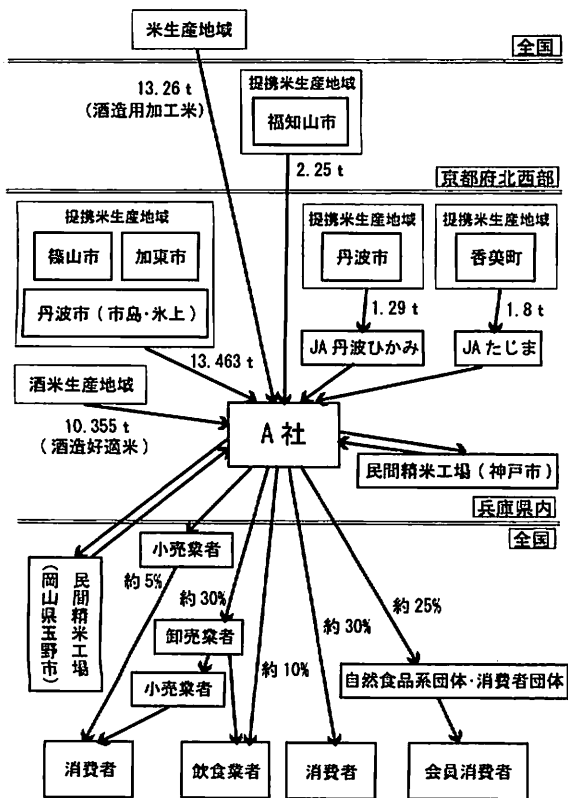 米生産地域
全国
13.26 t
(酒造用加工米)
提携米生産地域
福知山市
2.25 t
京都府北西部
提携米生産地域
篠山市
加東市
丹波市(市島・氷上)
提携米生産地域
丹波市
提携米生産地域
香美町
1.29 t
1.8 t
JA丹波ひかみ
JAたじま
13.463 t
酒米生産地域
10.355 t
(酒造好適米)
A社
民間精米工場(神戸市)
兵庫県内
全国
民間精米工場
(岡山県玉野市)
小売業者
約5%
約30%
卸売業者
小売業者
約10%
約30%
約25%
自然食品系団体・消費者団体
消費者
飲食業者
消費者
会員消費者